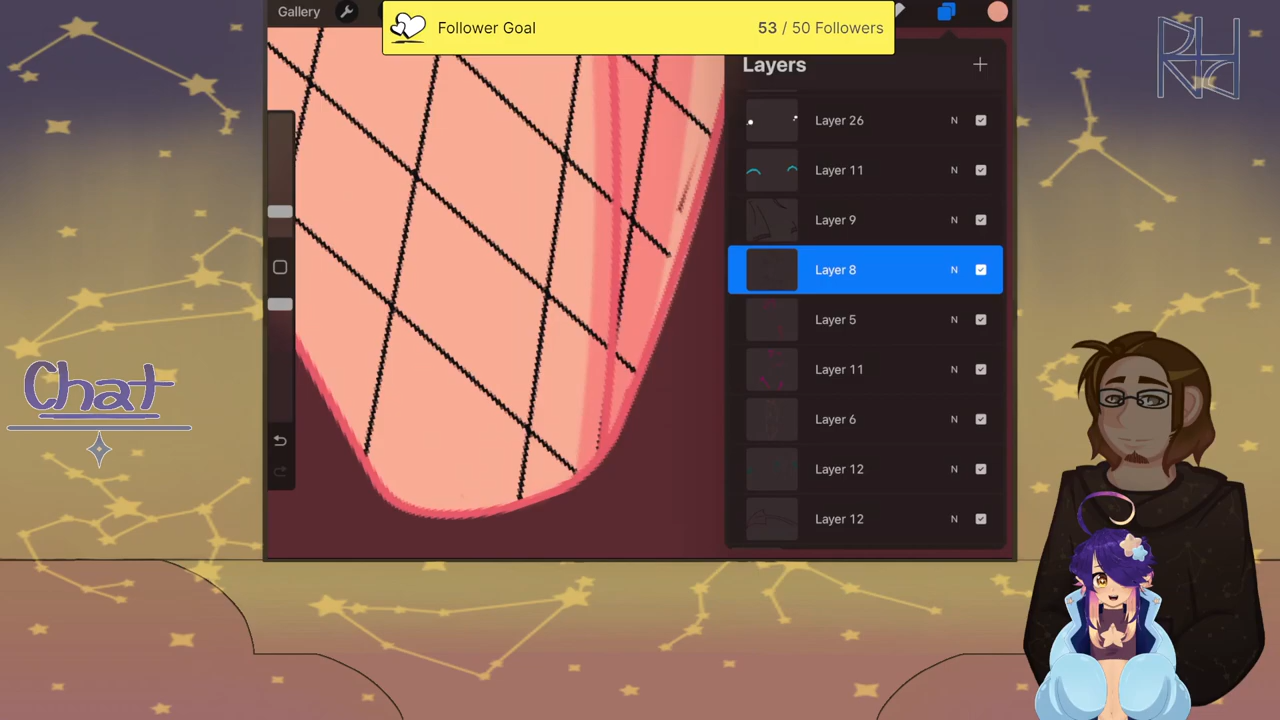 Gallery
Follower Goal
53 / 50 Followers
Layers
Layer 26 N
Layer 11 N
Layer 9 N
Layer 8 N
Layer 5 N
Layer 11 N
Layer 6 N
Layer 12 N
Layer 12 N
Chat